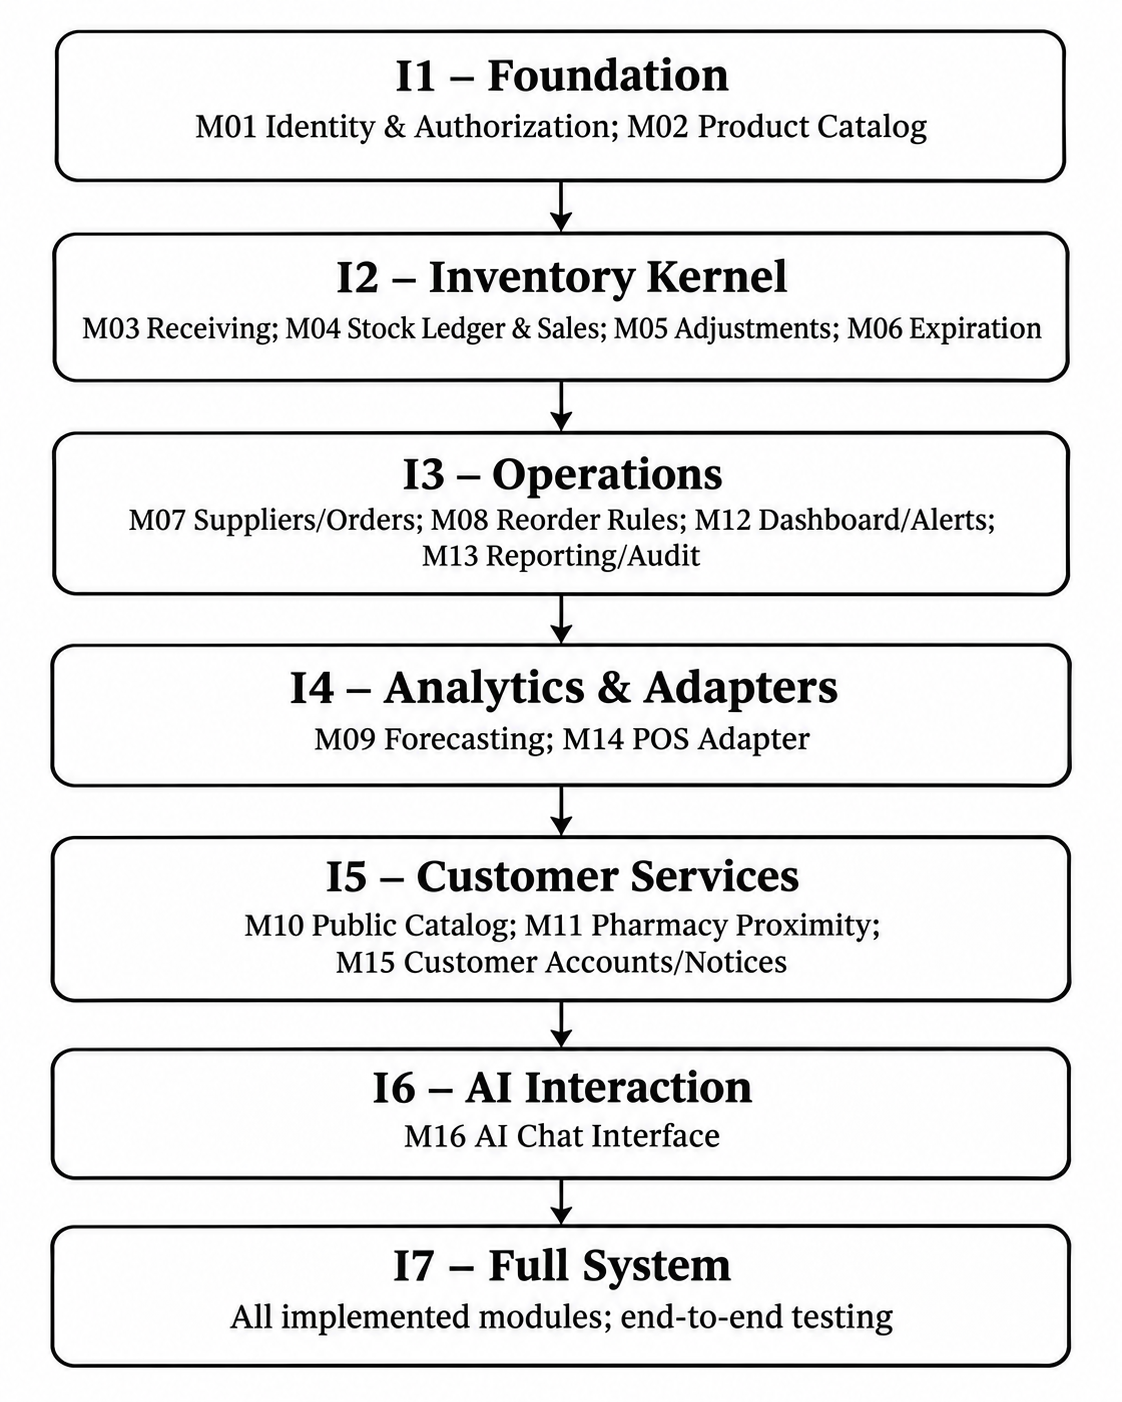 I1 – Foundation
M01 Identity & Authorization; M02 Product Catalog
I2 – Inventory Kernel
M03 Receiving; M04 Stock Ledger & Sales; M05 Adjustments; M06 Expiration
I3 – Operations
M07 Suppliers/Orders; M08 Reorder Rules; M12 Dashboard/Alerts;
M13 Reporting/Audit
I4 – Analytics & Adapters
M09 Forecasting; M14 POS Adapter
I5 – Customer Services
M10 Public Catalog; M11 Pharmacy Proximity;
M15 Customer Accounts/Notices
I6 – AI Interaction
M16 AI Chat Interface
I7 – Full System
All implemented modules; end-to-end testing